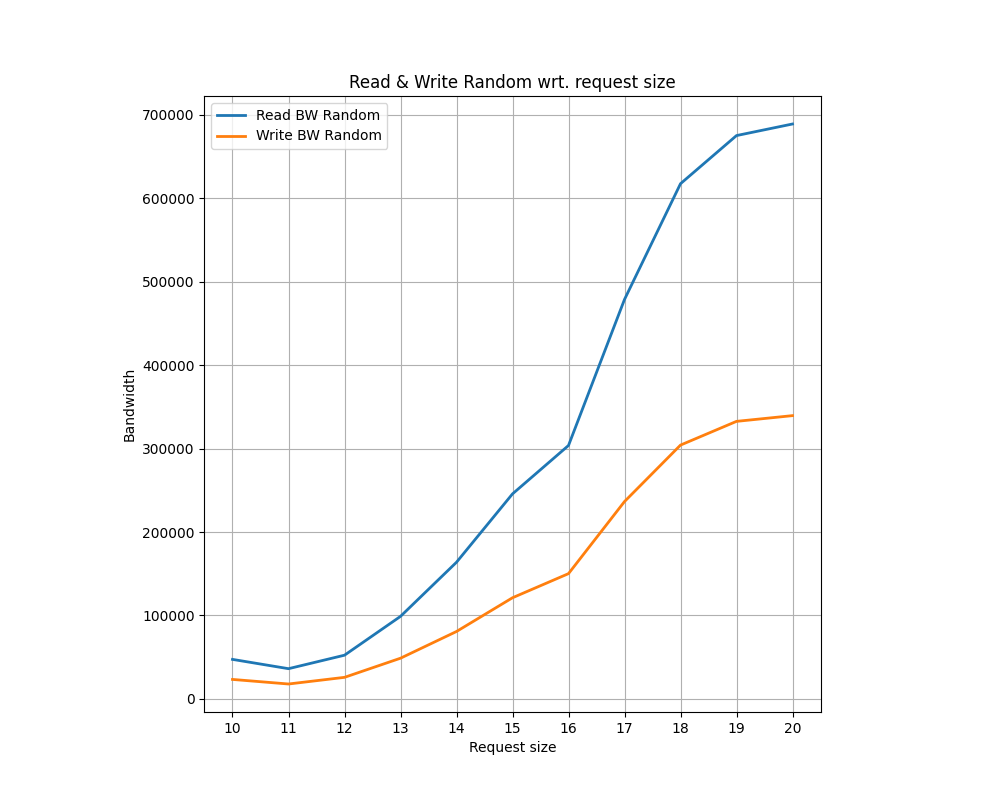 Read & Write Random wrt. request size
Read BW Random
Write BW Random
Bandwidth
700000
600000
500000
400000
300000
200000
100000
0
10 11 12 13 14 15 16 17 18 19 20
Request size